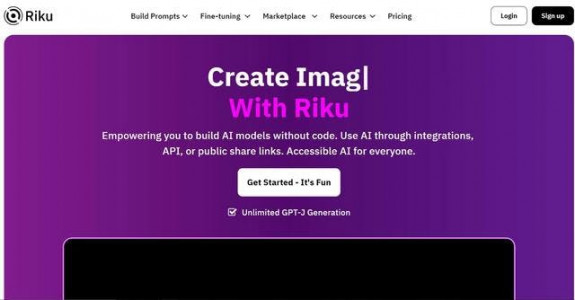 Riku
Build Prompts
Fine-tuning
Marketplace
Resources
Pricing
Login
Sign up
Create Imag|
With Riku
Empowering you to build AI models without code. Use AI through integrations,
API, or public share links. Accessible AI for everyone.
Get Started - It's Fun
Unlimited GPT-J Generation